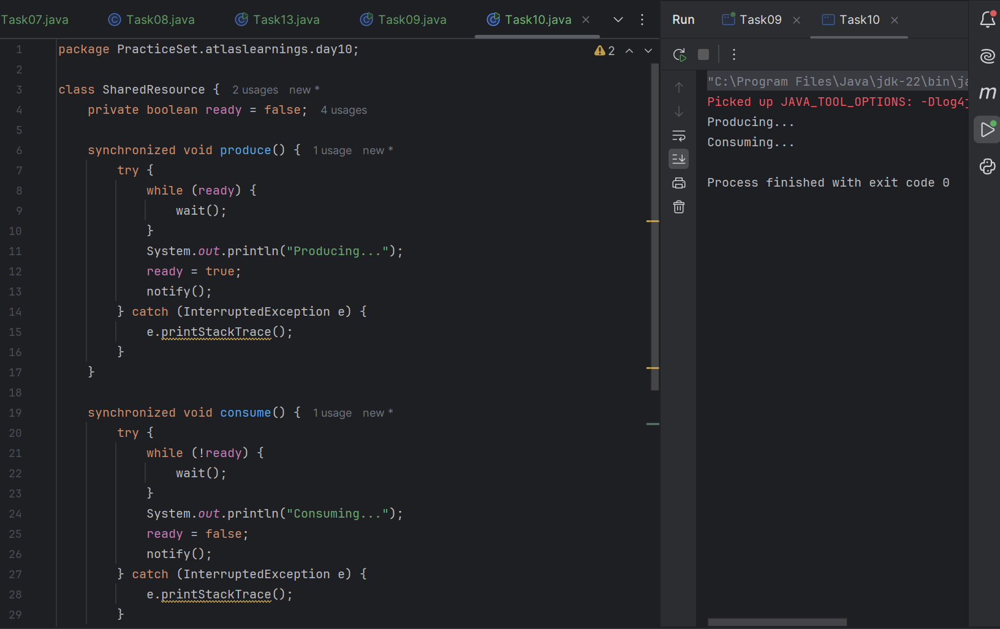 Task07.java Task08.java Task13.java Task09.java Task10.java
Run Task09 Task10
2
1 package PracticeSet.atlaslearnings.day10;
2
3 class SharedResource { 2 usages new *
4 private boolean ready = false; 4 usages
5
6 synchronized void produce() { 1 usage new *
7 try {
8 while (ready) {
9 wait();
10 }
11 System.out.println("Producing...");
12 ready = true;
13 notify();
14 } catch (InterruptedException e) {
15 e.printStackTrace();
16 }
17 }
18
19 synchronized void consume() { 1 usage new *
20 try {
21 while (!ready) {
22 wait();
23 }
24 System.out.println("Consuming...");
25 ready = false;
26 notify();
27 } catch (InterruptedException e) {
28 e.printStackTrace();
29 }
"C:\Program Files\Java\jdk-22\bin\ja
Picked up JAVA_TOOL_OPTIONS: -Dlog4j
Producing...
Consuming...
Process finished with exit code 0
m